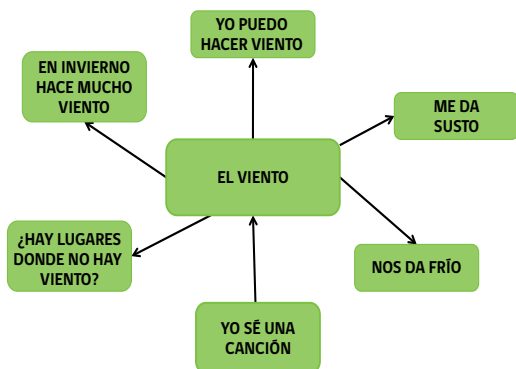 YO PUEDO
HACER VIENTO
EN INVIERNO
HACE MUCHO
VIENTO
ME DA
SUSTO
EL VIENTO
¿HAY LUGARES
DONDE NO HAY
VIENTO?
NOS DA FRÍO
YO SÉ UNA
CANCIÓN